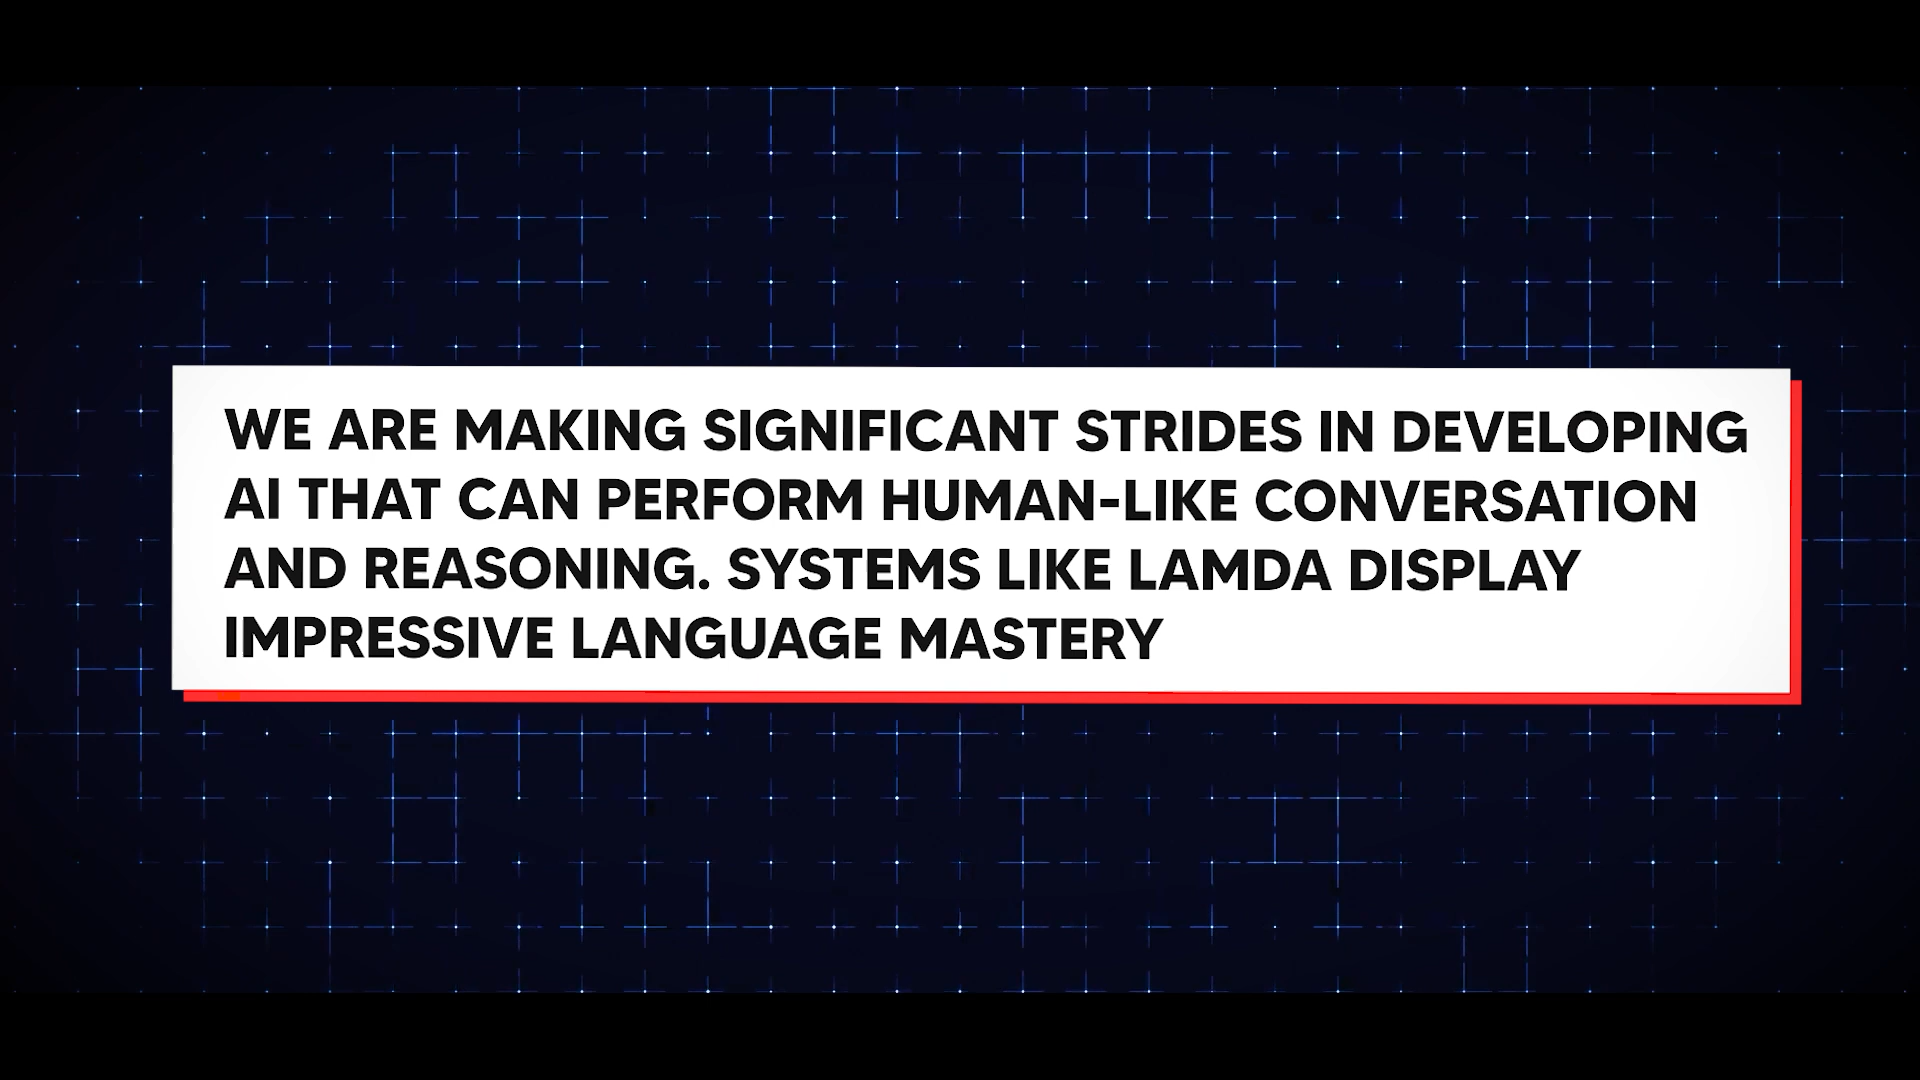 WE ARE MAKING SIGNIFICANT STRIDES IN DEVELOPING
AI THAT CAN PERFORM HUMAN-LIKE CONVERSATION
AND REASONING. SYSTEMS LIKE LAMDA DISPLAY
IMPRESSIVE LANGUAGE MASTERY